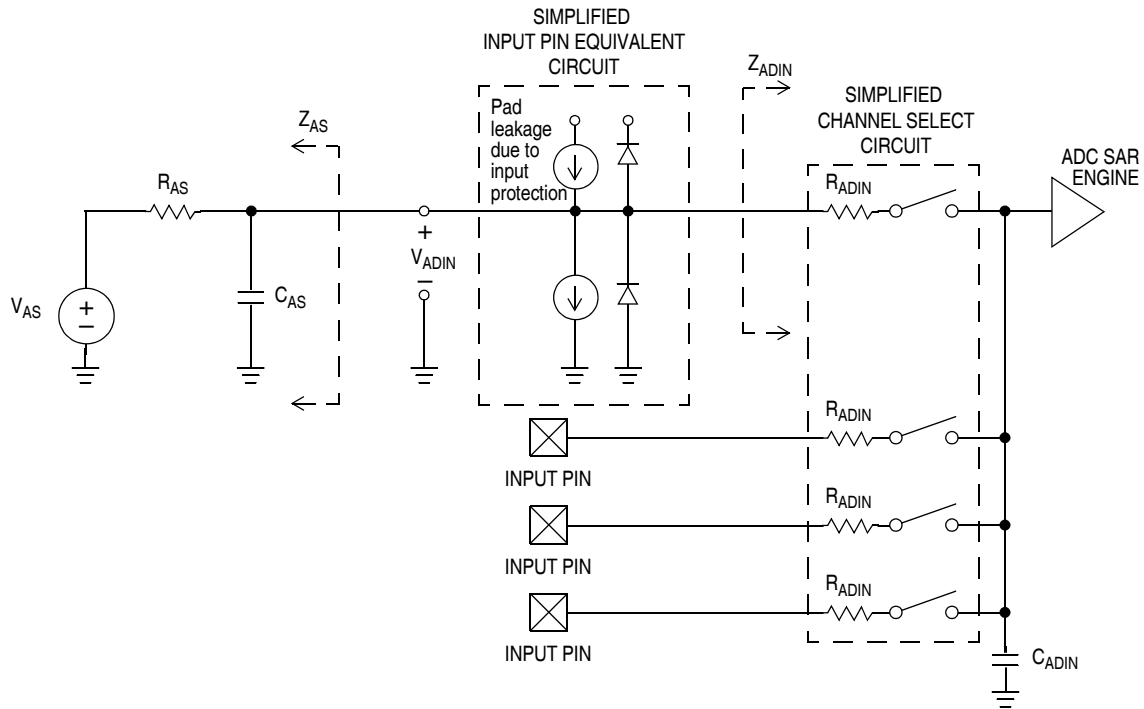 SIMPLIFIED
INPUT PIN EQUIVALENT
CIRCUIT
Z_ADIN
SIMPLIFIED
CHANNEL SELECT
CIRCUIT
Pad
leakage
due to
input
protection
Z_AS
R_AS
R_ADIN
ADC SAR
ENGINE
+
V_ADIN
–
V_AS
+
–
C_AS
R_ADIN
INPUT PIN
R_ADIN
INPUT PIN
R_ADIN
INPUT PIN
C_ADIN